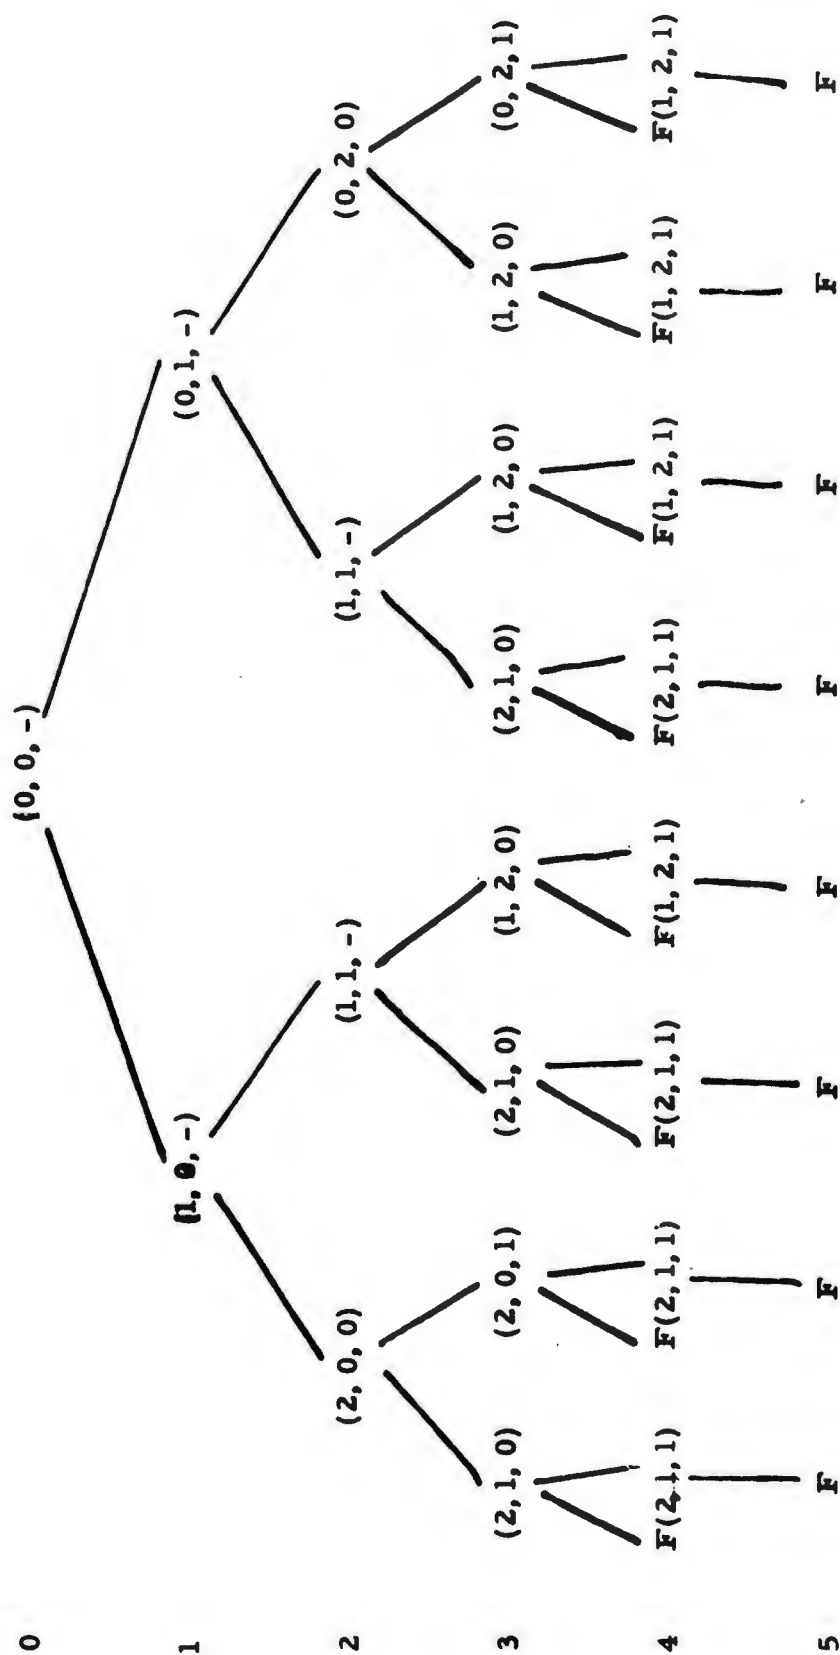 0 (0, 0, -)
1 (1, 0, -) (0, 1, -)
2 (2, 0, 0) (1, 1, -) (1, 1, -) (0, 2, 0)
3 (2, 1, 0) (2, 0, 1) (2, 1, 0) (1, 2, 0) (2, 1, 0) (1, 2, 0) (1, 2, 0) (0, 2, 1)
4 F(2, 1, 1) F(2, 1, 1) F(2, 1, 1) F(1, 2, 1) F(2, 1, 1) F(1, 2, 1) F(1, 2, 1) F(1, 2, 1)
5 F F F F F F F F